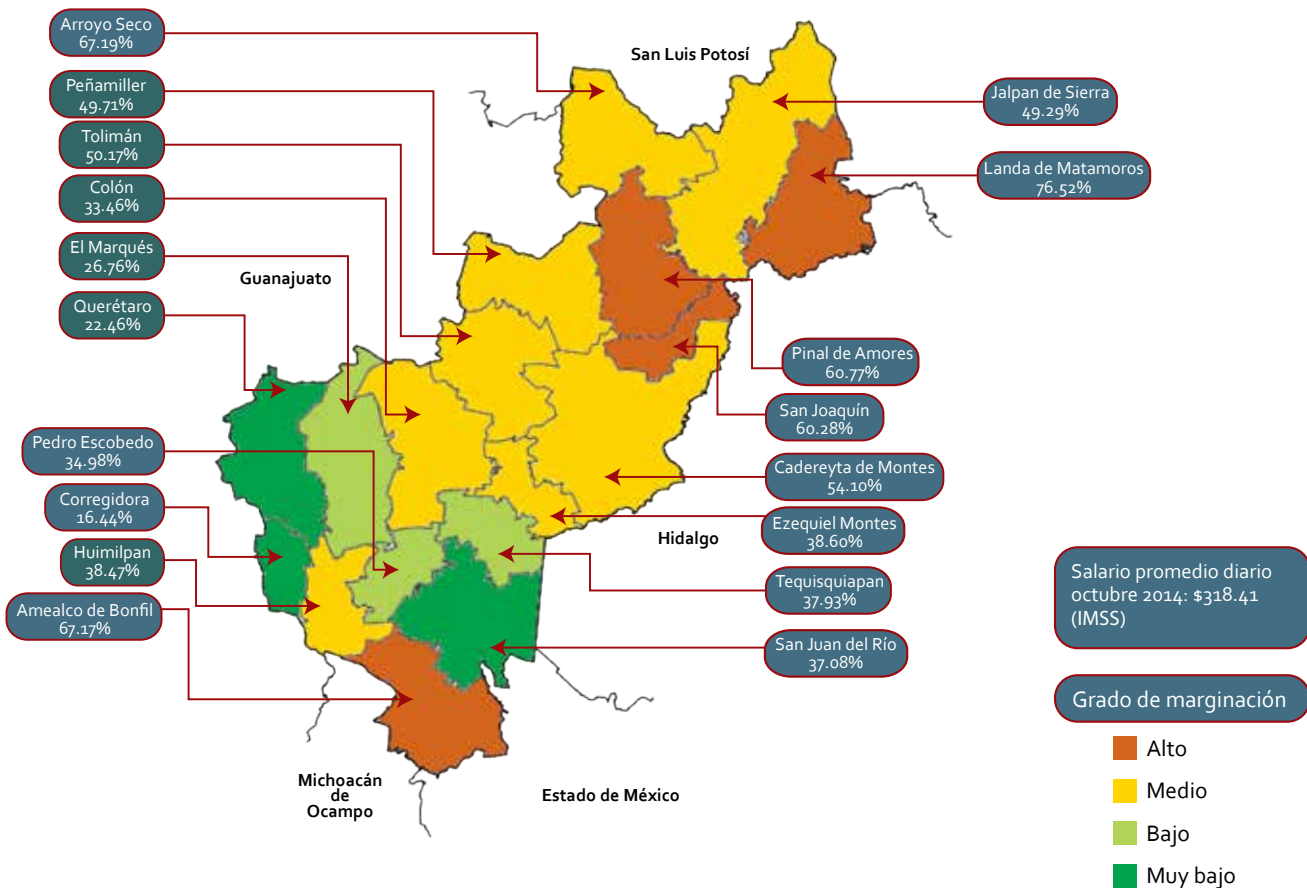 Arroyo Seco
67.19%
Peñamiller
49.71%
Tolimán
50.17%
Colón
33.46%
El Marqués
26.76%
Querétaro
22.46%
Pedro Escobedo
34.98%
Corregidora
16.44%
Huimilpan
38.47%
Amealco de Bonfil
67.17%
San Luis Potosí
Guanajuato
Hidalgo
Michoacán
de
Ocampo
Estado de México
Jalpan de Sierra
49.29%
Landa de Matamoros
76.52%
Pinal de Amores
60.77%
San Joaquín
60.28%
Cadereyta de Montes
54.10%
Ezequiel Montes
38.60%
Tequisquiapan
37.93%
San Juan del Río
37.08%
Salario promedio diario
octubre 2014: $318.41
(IMSS)
Grado de marginación
Alto
Medio
Bajo
Muy bajo